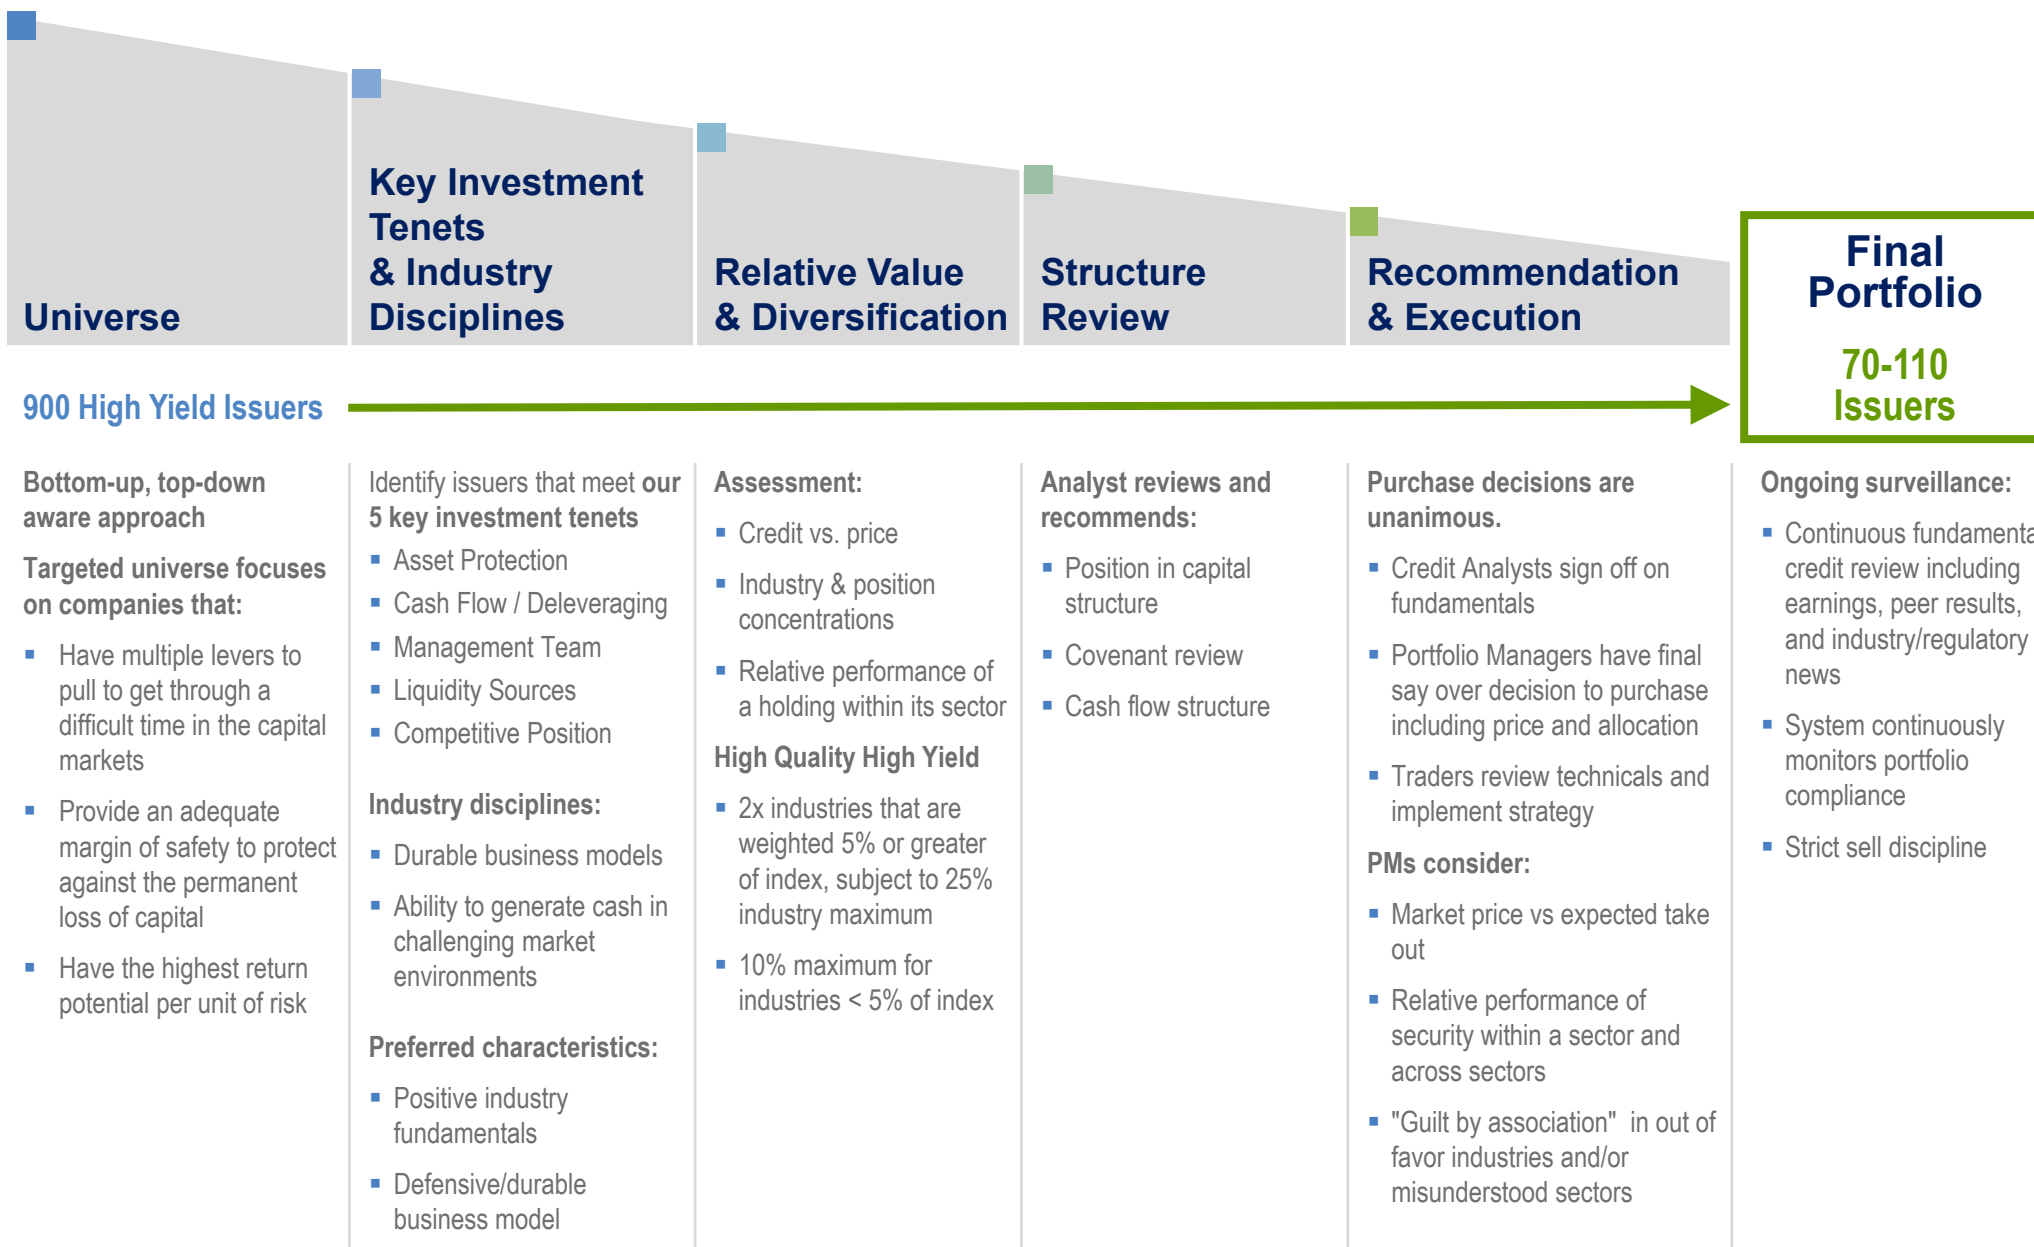 Universe
Key Investment
Tenets
& Industry
Disciplines
Relative Value
& Diversification
Structure
Review
Recommendation
& Execution
Final
Portfolio
70-110
Issuers
900 High Yield Issuers
Bottom-up, top-down
aware approach
Targeted universe focuses
on companies that:
▪ Have multiple levers to
pull to get through a
difficult time in the capital
markets
▪ Provide an adequate
margin of safety to protect
against the permanent
loss of capital
▪ Have the highest return
potential per unit of risk
Identify issuers that meet our
5 key investment tenets
▪ Asset Protection
▪ Cash Flow / Deleveraging
▪ Management Team
▪ Liquidity Sources
▪ Competitive Position
Industry disciplines:
▪ Durable business models
▪ Ability to generate cash in
challenging market
environments
Preferred characteristics:
▪ Positive industry
fundamentals
▪ Defensive/durable
business model
Assessment:
▪ Credit vs. price
▪ Industry & position
concentrations
▪ Relative performance of
a holding within its sector
High Quality High Yield
▪ 2x industries that are
weighted 5% or greater
of index, subject to 25%
industry maximum
▪ 10% maximum for
industries < 5% of index
Analyst reviews and
recommends:
▪ Position in capital
structure
▪ Covenant review
▪ Cash flow structure
Purchase decisions are
unanimous.
▪ Credit Analysts sign off on
fundamentals
▪ Portfolio Managers have final
say over decision to purchase
including price and allocation
▪ Traders review technicals and
implement strategy
PMs consider:
▪ Market price vs expected take
out
▪ Relative performance of
security within a sector and
across sectors
▪ "Guilt by association" in out of
favor industries and/or
misunderstood sectors
Ongoing surveillance:
▪ Continuous fundamenta
credit review including
earnings, peer results,
and industry/regulatory
news
▪ System continuously
monitors portfolio
compliance
▪ Strict sell discipline